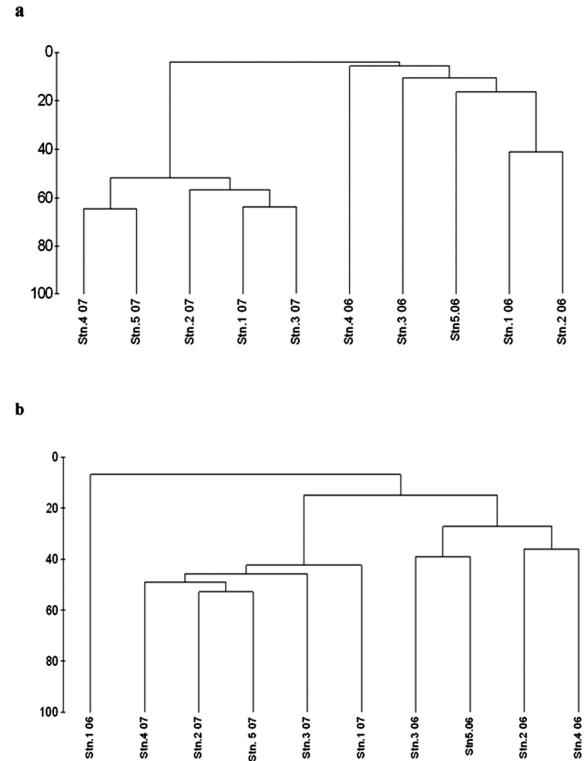 a
0
20
40
60
80
100
Stn.4 07
Stn.5 07
Stn.2 07
Stn.1 07
Stn.3 07
Stn.4 06
Stn.3 06
Stn5.06
Stn.1 06
Stn.2 06
b
0
20
40
60
80
100
Stn.1 06
Stn.4 07
Stn.2 07
Stn. 5 07
Stn.3 07
Stn.1 07
Stn.3 06
Stn5.06
Stn.2 06
Stn.4 06